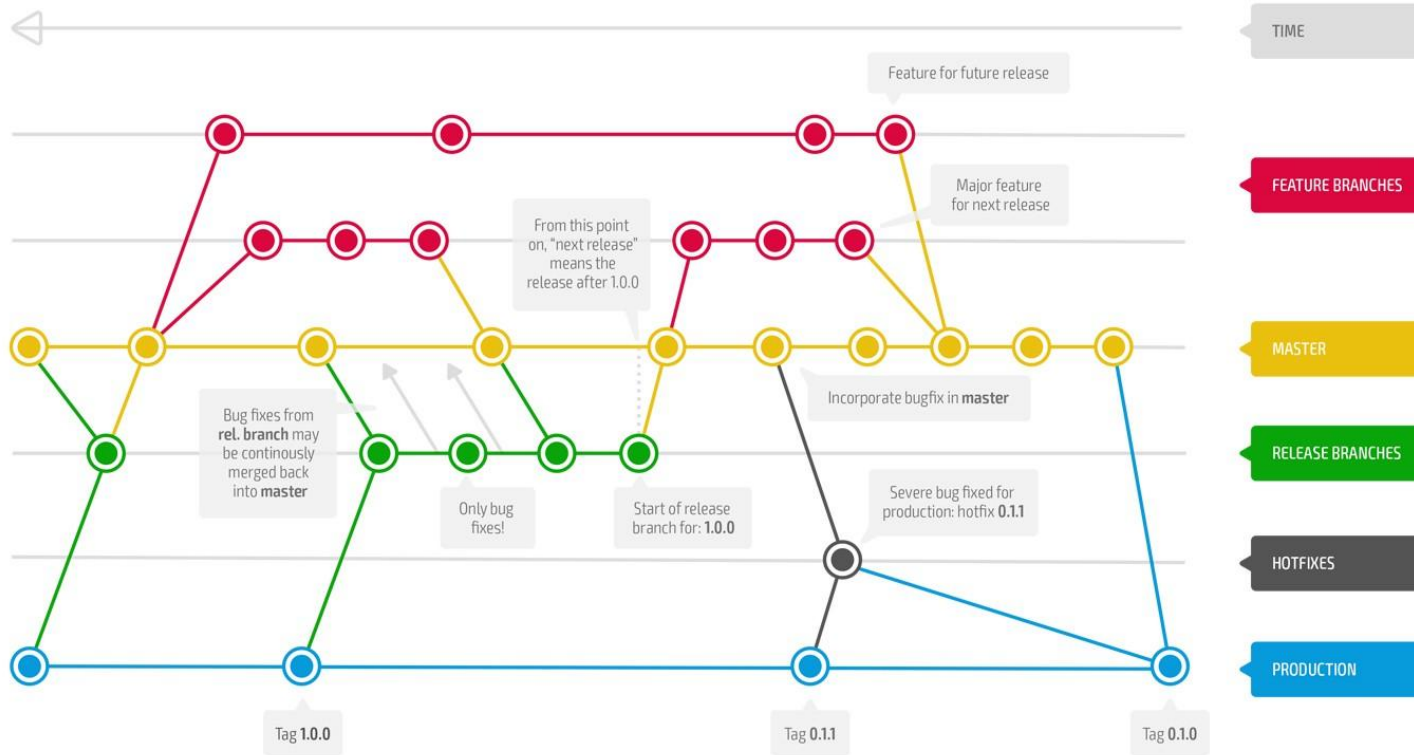 TIME
Feature for future release
FEATURE BRANCHES
Major feature
for next release
From this point
on, "next release"
means the
release after 1.0.0
MASTER
Incorporate bugfix in master
Bug fixes from
rel. branch may
be continously
merged back
into master
RELEASE BRANCHES
Only bug
fixes!
Start of release
branch for: 1.0.0
Severe bug fixed for
production: hotfix 0.1.1
HOTFIXES
PRODUCTION
Tag 1.0.0
Tag 0.1.1
Tag 0.1.0